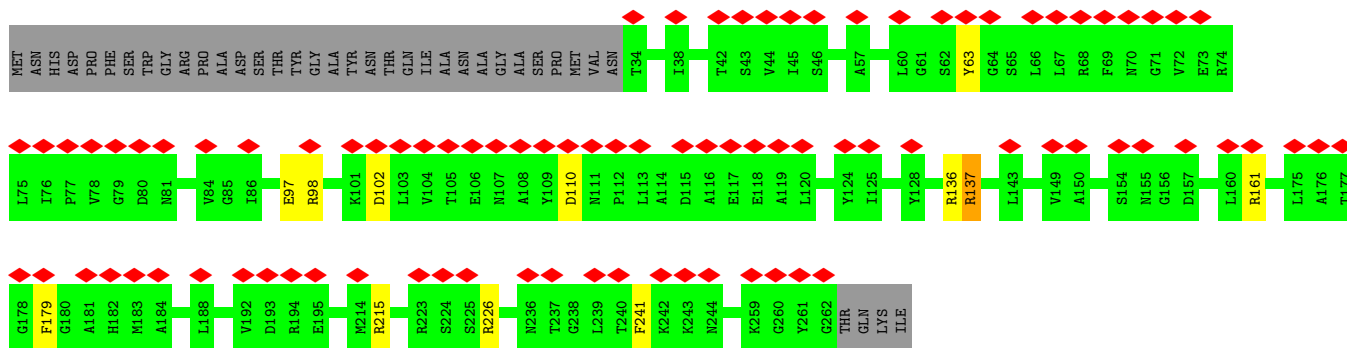 MET ASN HIS ASP PRO PHE SER TRP GLY ARG PRO ALA ASP SER THR TYR GLY ALA TYR ASN THR GLN ILE ALA ASN ALA GLY ALA SER PRO MET VAL ASN T34 I38 T42 S43 V44 I45 S46 A57 L60 G61 S62 Y63 G64 S65 L66 L67 R68 F69 N70 G71 V72 E73 R74
L75 I76 P77 V78 G79 D80 N81 V84 G85 I86 E97 R98 K101 D102 L103 V104 T105 E106 N107 A108 Y109 D110 N111 P112 L113 A114 D115 A116 E117 E118 A119 L120 Y124 I125 Y128 R136 R137 L143 V149 A150 S154 N155 G156 D157 L160 R161 L175 A176 T177
G178 F179 G180 A181 H182 M183 A184 L188 V192 D193 R194 E195 M214 R215 R223 S224 S225 R226 N236 T237 G238 L239 T240 F241 K242 K243 N244 K259 G260 Y261 G262 THR GLN LYS ILE